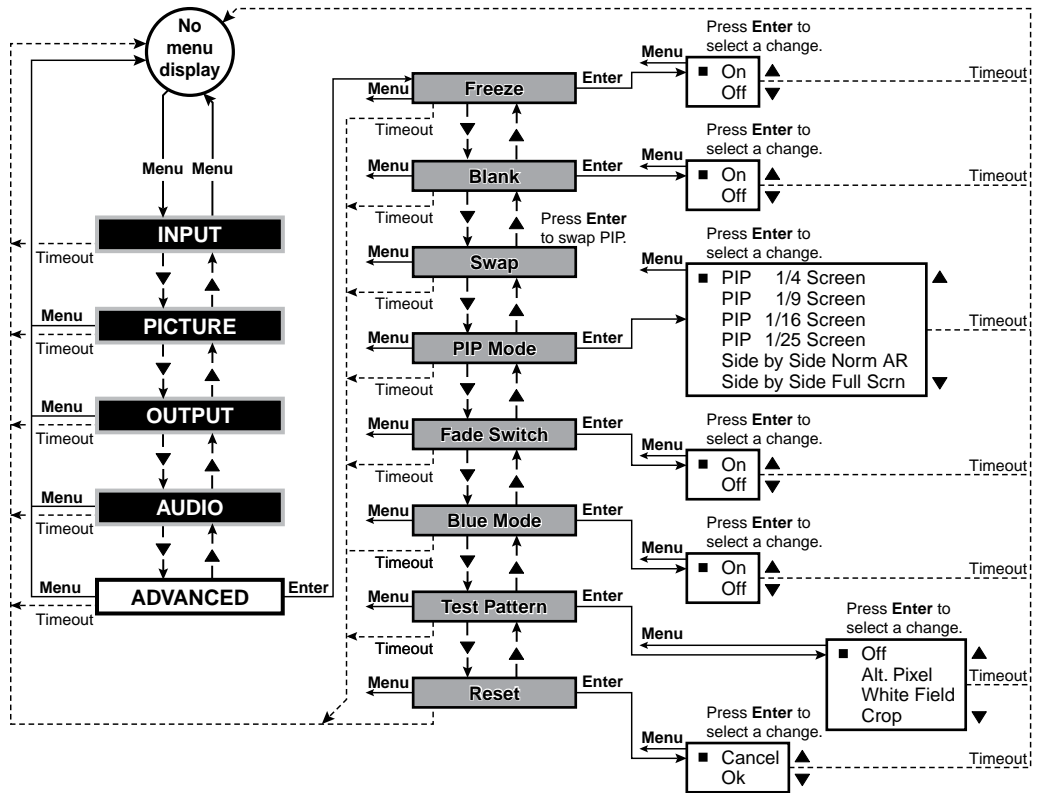 No
menu
display
Menu Menu
INPUT
Timeout
Menu
PICTURE
Timeout
Menu
OUTPUT
Timeout
Menu
AUDIO
Timeout
Menu
ADVANCED
Enter
Timeout
Menu
Freeze
Enter
Timeout
Menu
Blank
Enter
Timeout
Press Enter
to swap PIP.
Menu
Swap
Timeout
Menu
PIP Mode
Enter
Timeout
Menu
Fade Switch
Enter
Timeout
Menu
Blue Mode
Enter
Timeout
Menu
Test Pattern
Enter
Timeout
Menu
Reset
Enter
Press Enter to
select a change.
Menu
■ On
Off
Timeout
Press Enter to
select a change.
Menu
■ On
Off
Timeout
Press Enter to
select a change.
Menu
■ PIP 1/4 Screen
PIP 1/9 Screen
PIP 1/16 Screen
PIP 1/25 Screen
Side by Side Norm AR
Side by Side Full Scrn
Timeout
Press Enter to
select a change.
Menu
■ On
Off
Timeout
Press Enter to
select a change.
Menu
■ On
Off
Timeout
Press Enter to
select a change.
Menu
■ Off
Alt. Pixel
White Field
Crop
Timeout
Press Enter to
select a change.
Menu
■ Cancel
Ok
Timeout